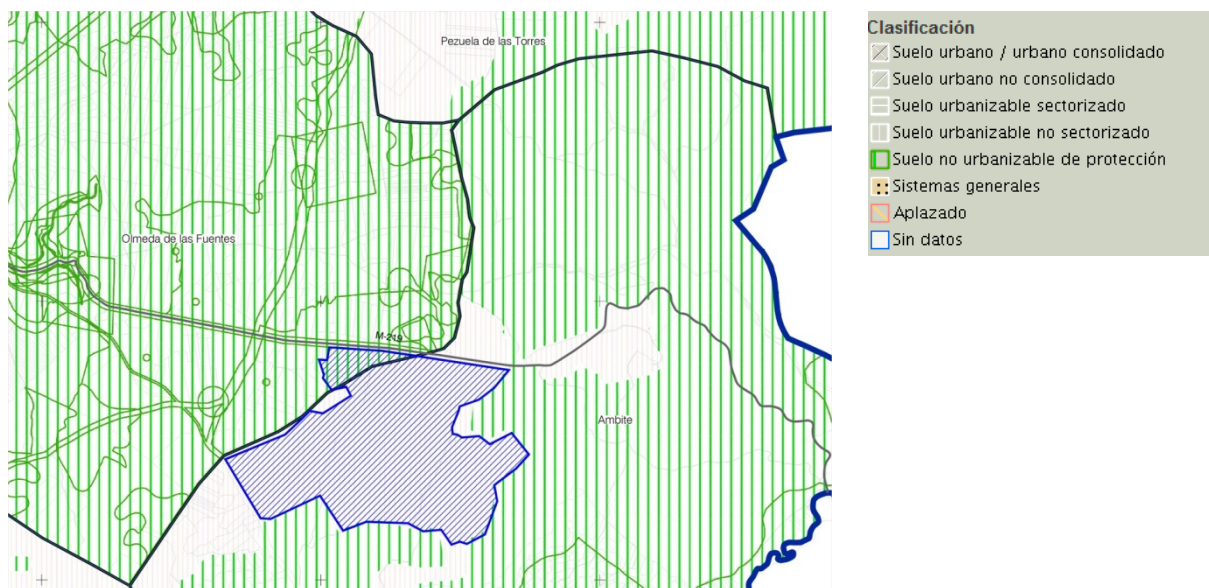 Pezuela de las Torres
Olmeda de las Fuentes
M-219
Ambite
Clasificación
Suelo urbano / urbano consolidado
Suelo urbano no consolidado
Suelo urbanizable sectorizado
Suelo urbanizable no sectorizado
Suelo no urbanizable de protección
Sistemas generales
Aplazado
Sin datos